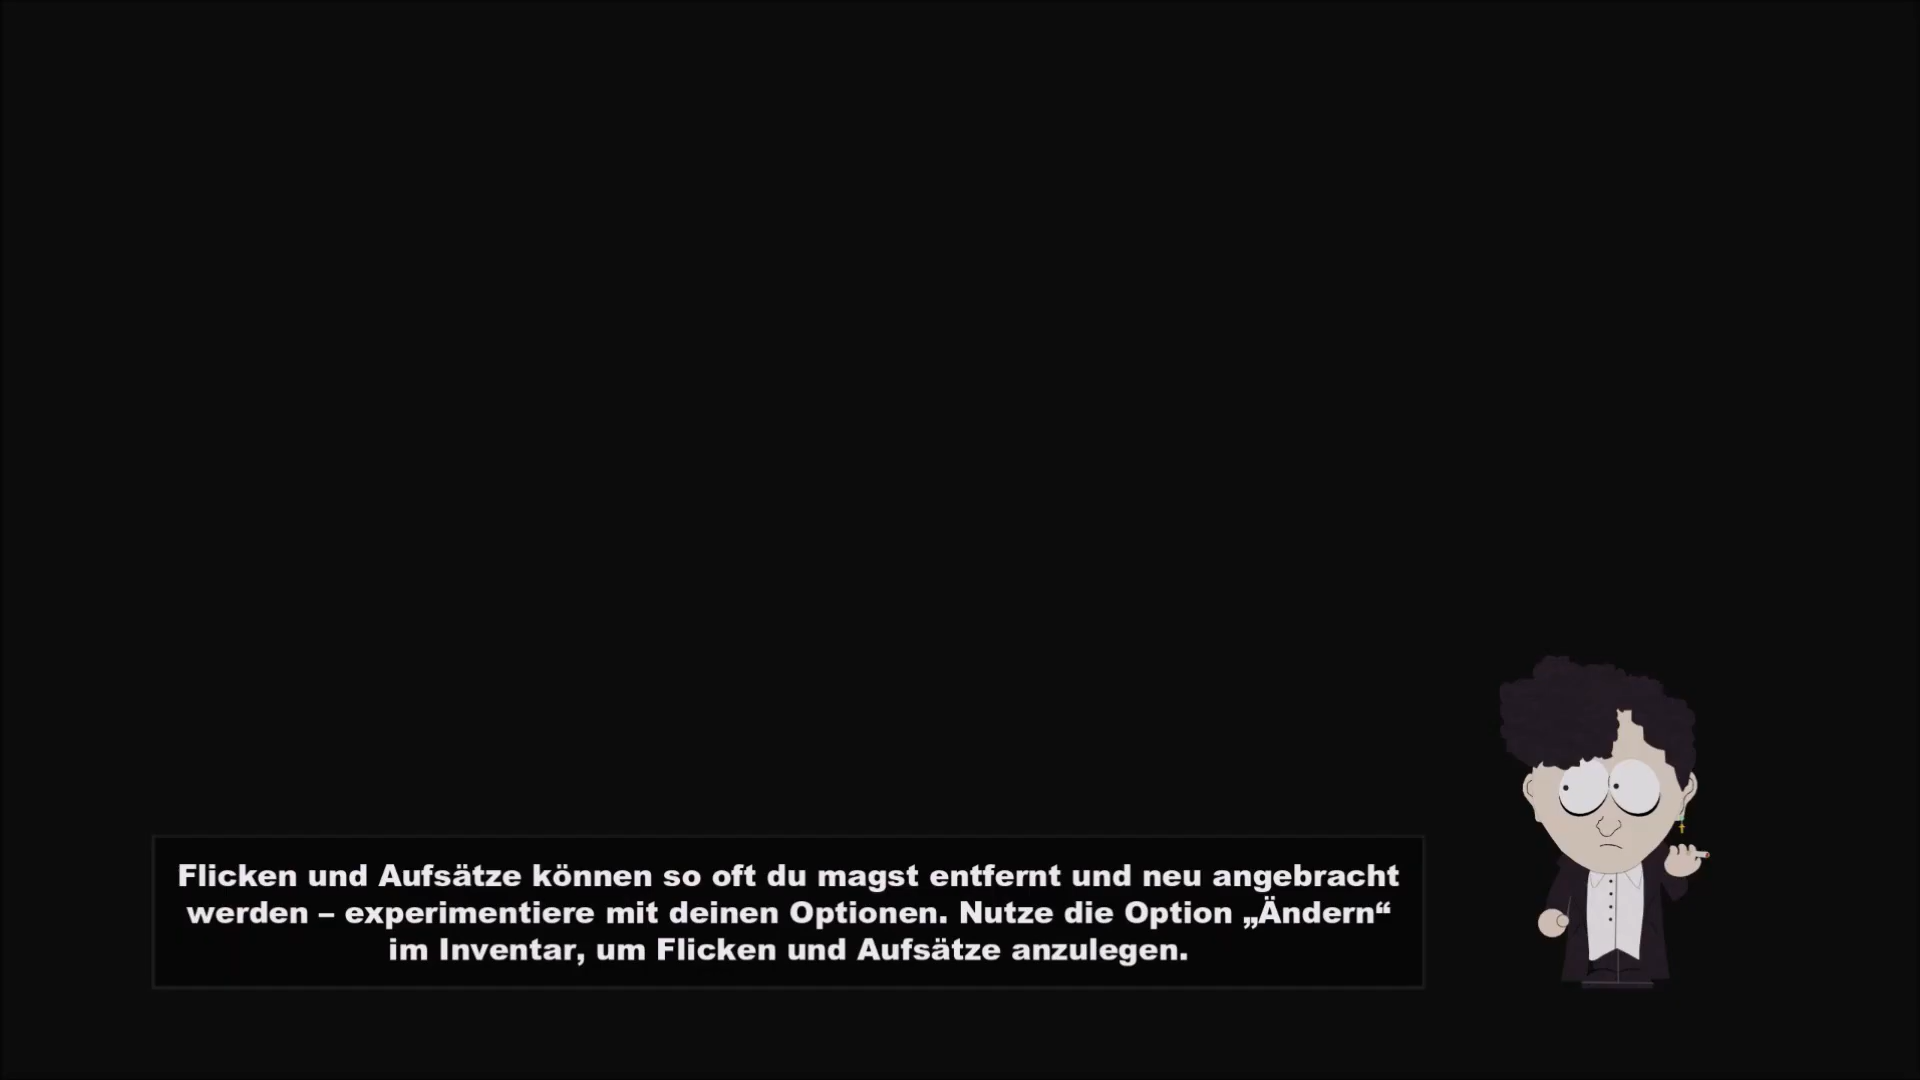 Flicken und Aufsätze können so oft du magst entfernt und neu angebracht
werden – experimentiere mit deinen Optionen. Nutze die Option „Ändern“
im Inventar, um Flicken und Aufsätze anzulegen.